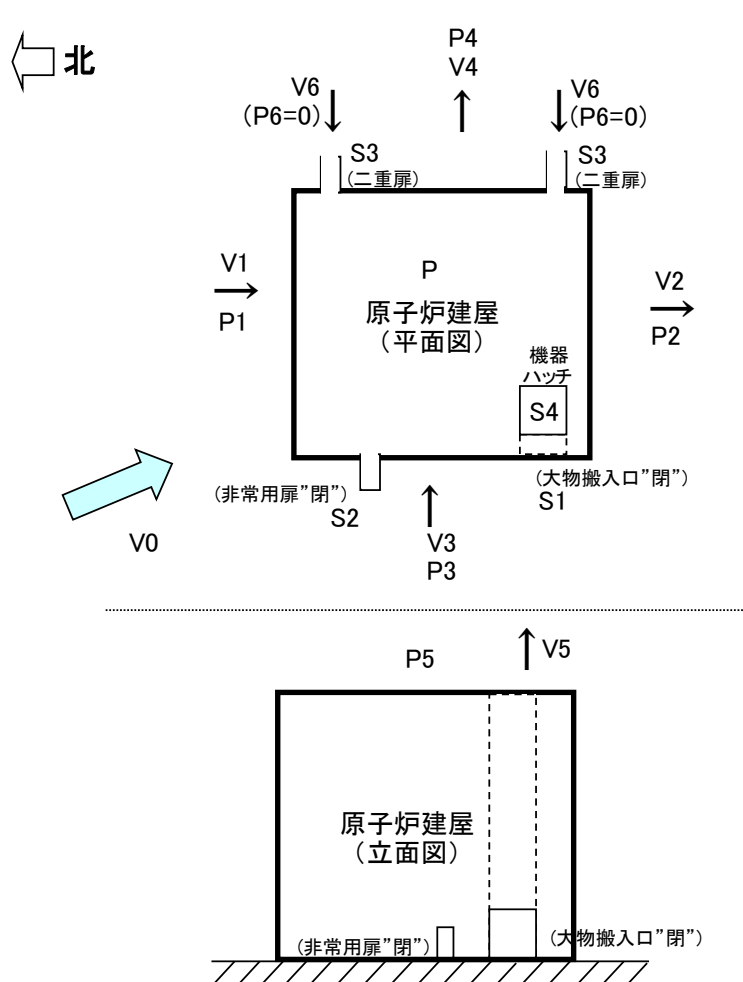 北
P4
V4
V6
(P6=0)
V6
(P6=0)
S3
(二重扉)
S3
(二重扉)
V1
P1
P
原子炉建屋
（平面図）
V2
P2
機器
ハッチ
S4
(非常用扉”閉”)
S2
(大物搬入口”閉”)
S1
V0
V3
P3
P5
V5
原子炉建屋
（立面図）
(非常用扉”閉”)
(大物搬入口”閉”)